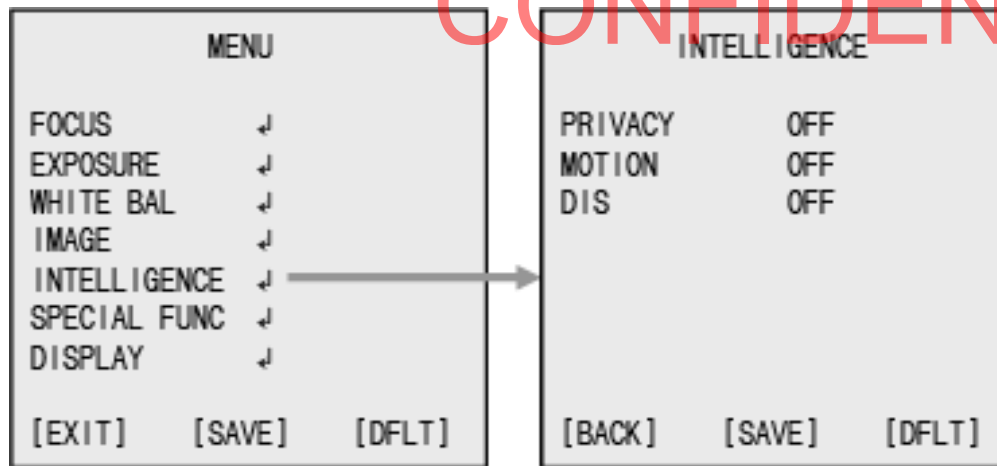 CONFIDEN
MENU
FOCUS ↲
EXPOSURE ↲
WHITE BAL ↲
IMAGE ↲
INTELLIGENCE ↲
SPECIAL FUNC ↲
DISPLAY ↲
[EXIT] [SAVE] [DFLT]
INTELLIGENCE
PRIVACY OFF
MOTION OFF
DIS OFF
[BACK] [SAVE] [DFLT]